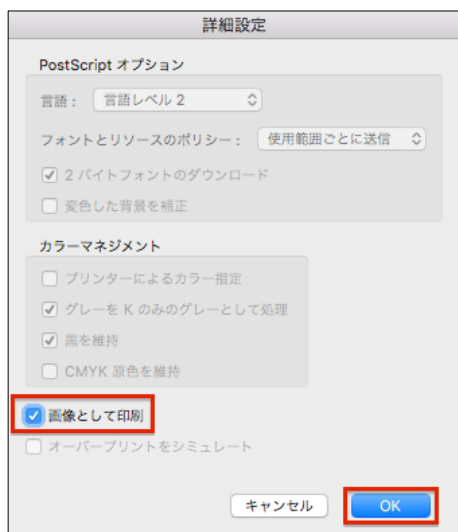 詳細設定
PostScript オプション
言語： 言語レベル 2
フォントとリソースのポリシー： 使用範囲ごとに送信
2 バイトフォントのダウンロード
変色した背景を補正
カラーマネジメント
プリンターによるカラー指定
グレーを K のみのグレーとして処理
黒を維持
CMYK 原色を維持
画像として印刷
オーバープリントをシミュレート
キャンセル OK